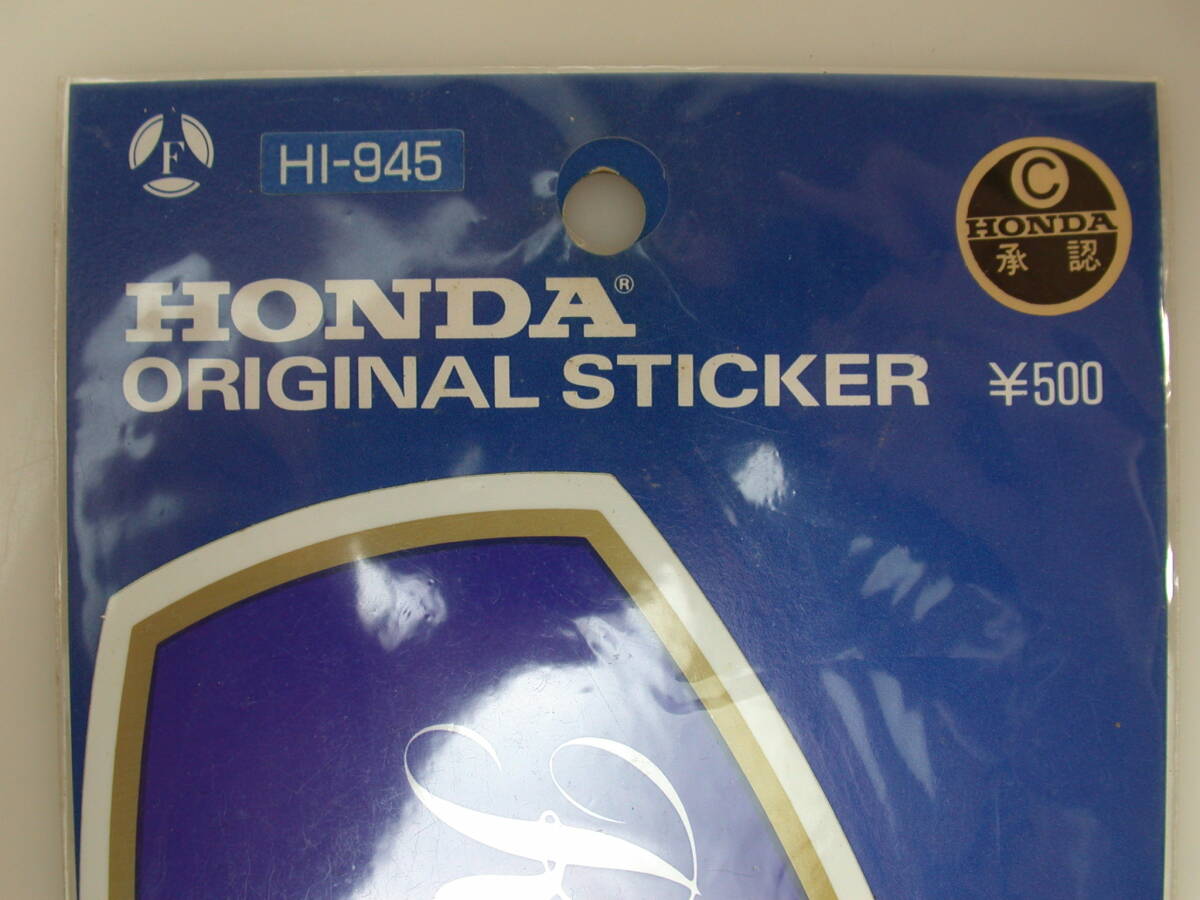 F
HI-945
©
HONDA
承認
HONDA®
ORIGINAL STICKER ¥500